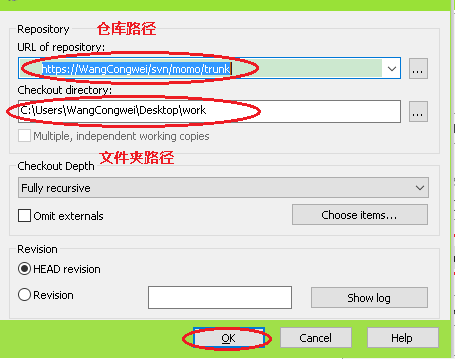 Repository
仓库路径
URL of repository:
https://WangCongwei/svn/momo/trunk
...
Checkout directory:
C:\Users\WangCongwei\Desktop\work
...
Multiple, independent working copies
文件夹路径
Checkout Depth
Fully recursive
Omit externals
Choose items...
Revision
HEAD revision
Revision
Show log
OK
Cancel
Help